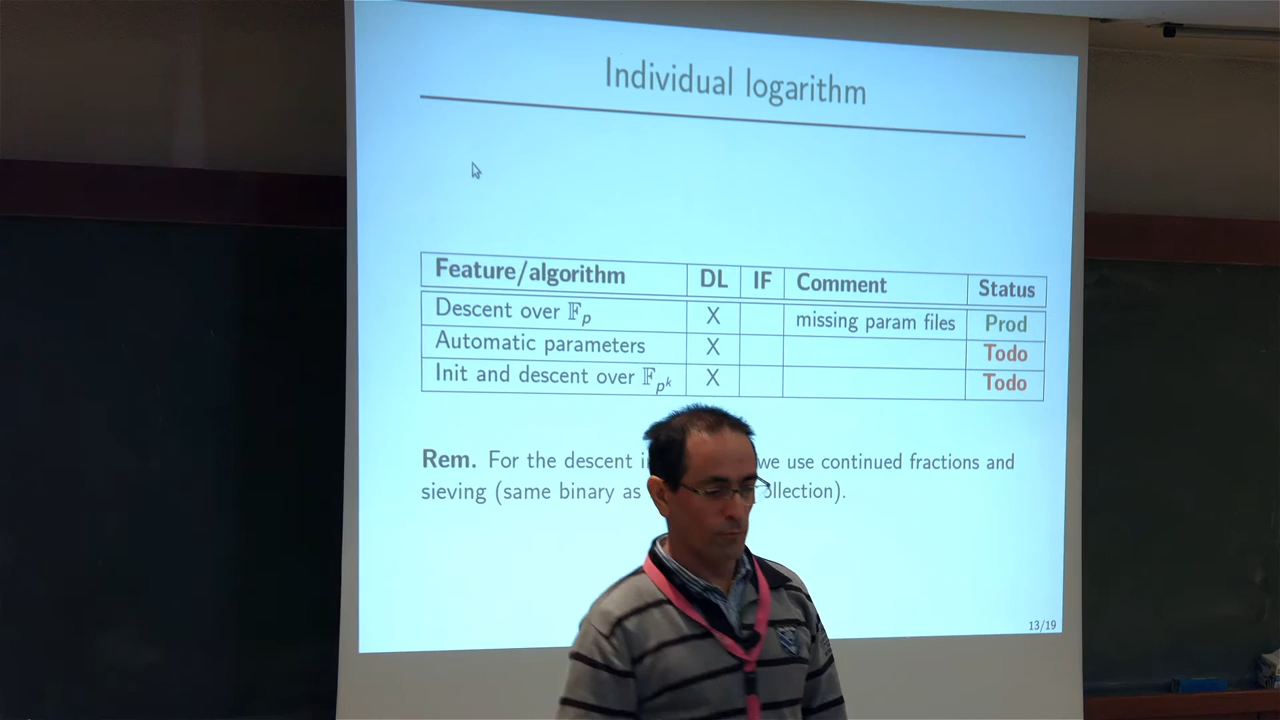 Individual logarithm
Feature/algorithm DL IF Comment Status
Descent over 𝔽p X missing param files Prod
Automatic parameters X Todo
Init and descent over 𝔽pk X Todo
Rem. For the descent we use continued fractions and
sieving (same binary as
13/19